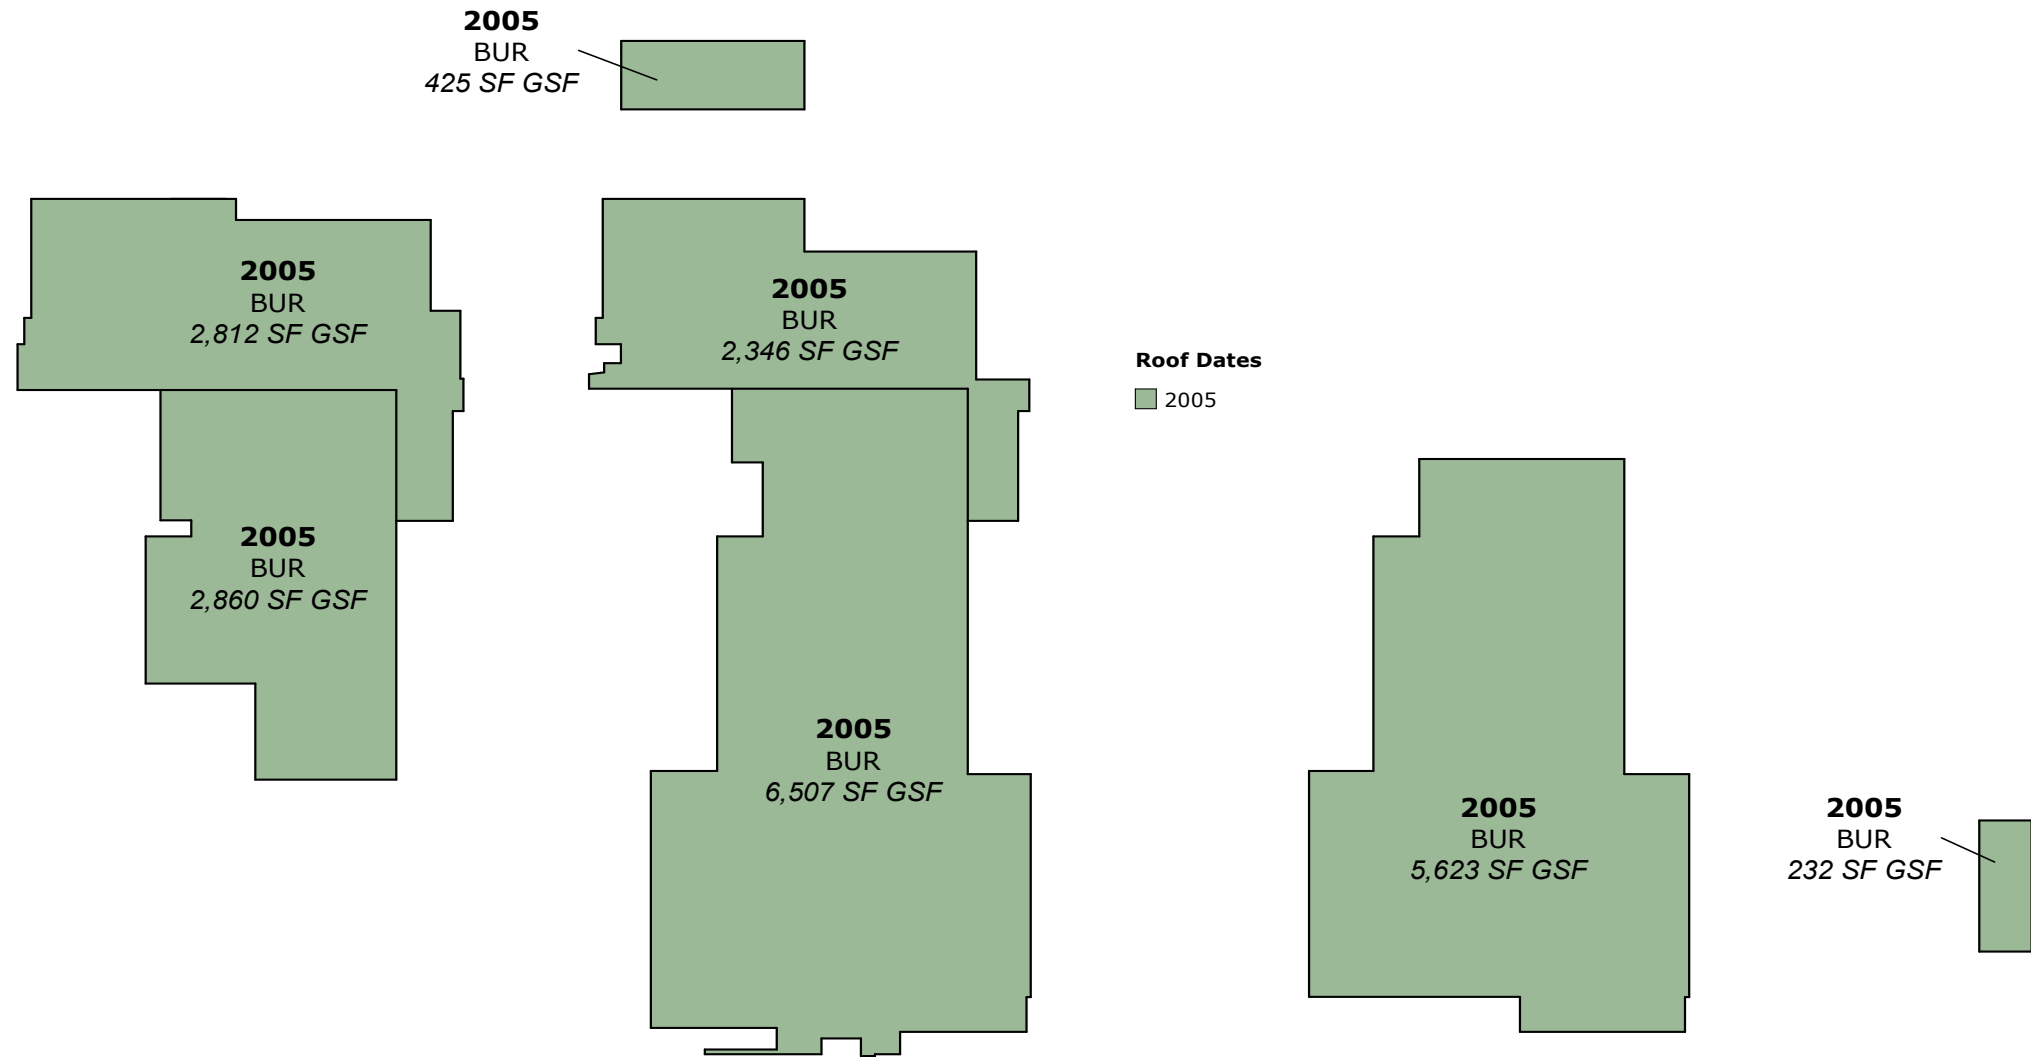 2005
BUR
425 SF GSF
2005
BUR
2,812 SF GSF
2005
BUR
2,346 SF GSF
Roof Dates
2005
2005
BUR
2,860 SF GSF
2005
BUR
6,507 SF GSF
2005
BUR
5,623 SF GSF
2005
BUR
232 SF GSF